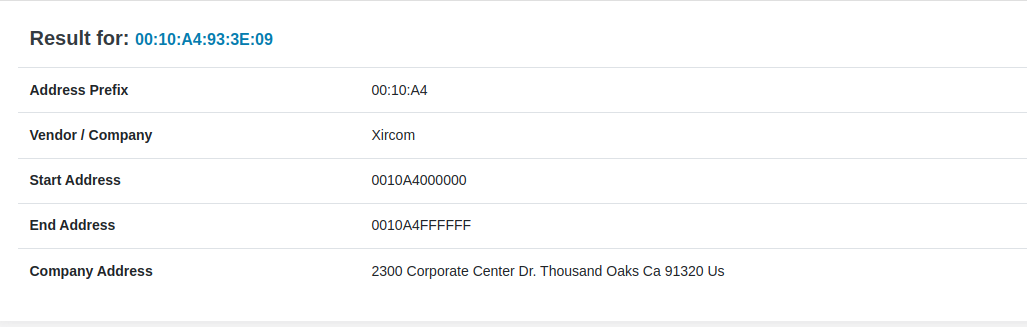 Result for: 00:10:A4:93:3E:09
Address Prefix 00:10:A4
Vendor / Company Xircom
Start Address 0010A4000000
End Address 0010A4FFFFFF
Company Address 2300 Corporate Center Dr. Thousand Oaks Ca 91320 Us